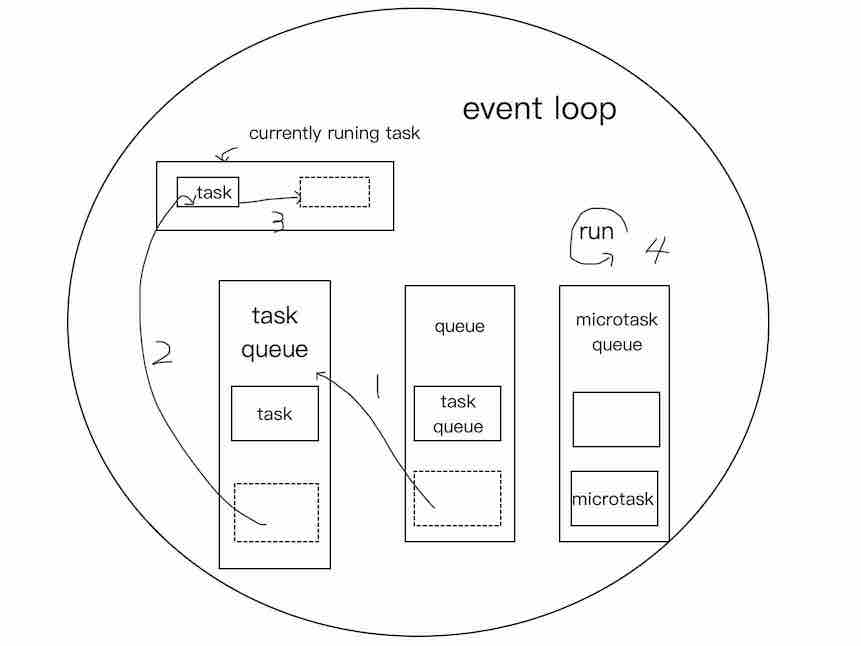 event loop
currently runing task
task
3
run
4
task
queue
queue
microtask
queue
2
1
task
task
queue
microtask